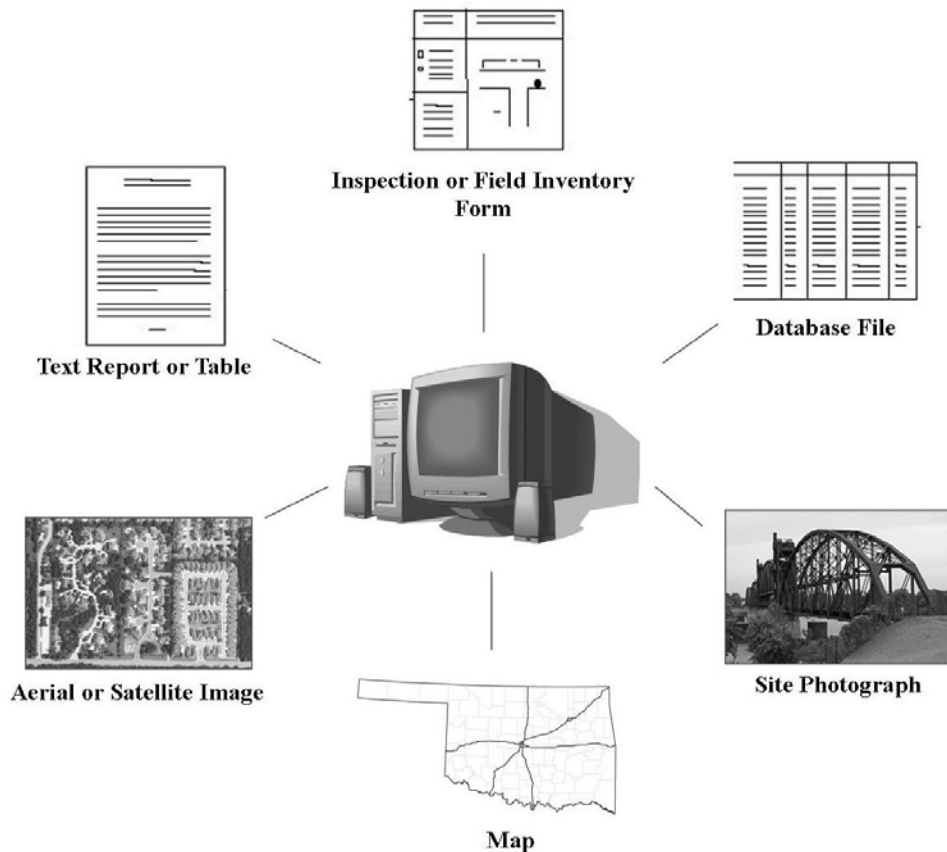 Inspection or Field Inventory
Form
Text Report or Table
Database File
Aerial or Satellite Image
Site Photograph
Map